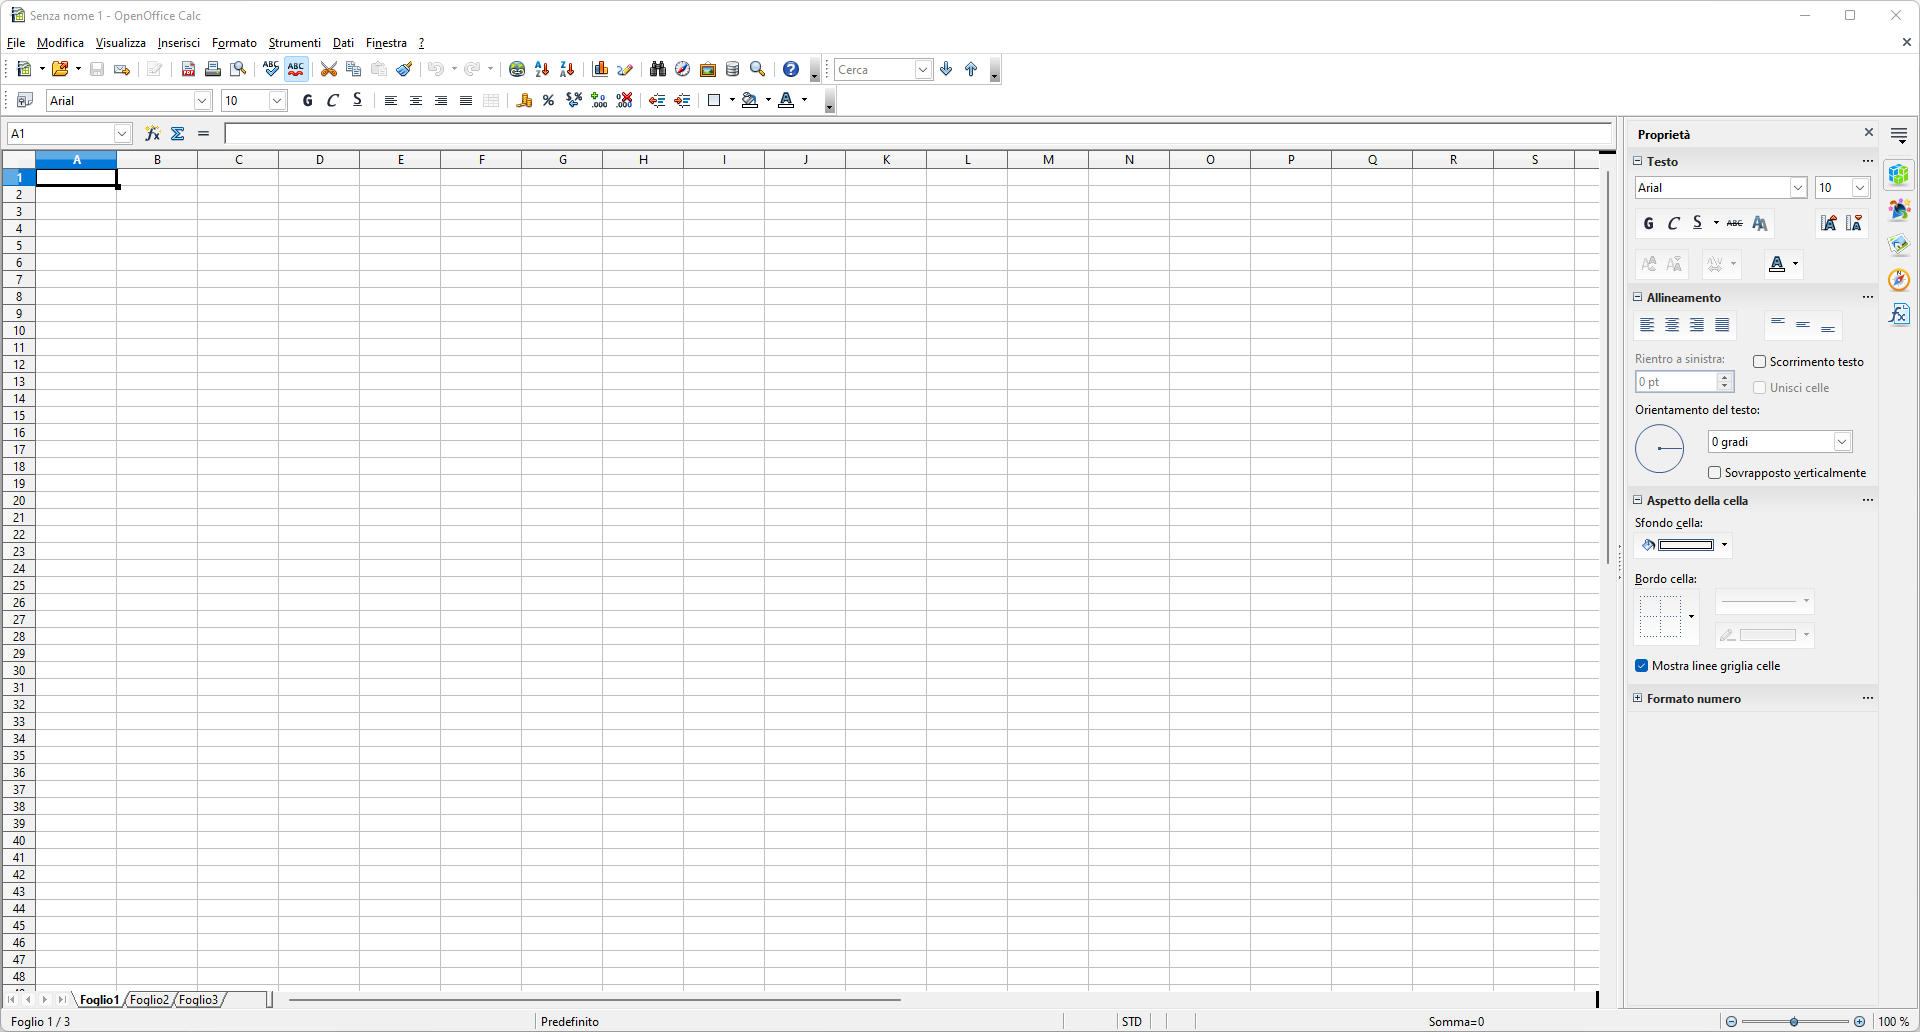 Senza nome 1 - OpenOffice Calc
File Modifica Visualizza Inserisci Formato Strumenti Dati Finestra ?
Cerca
Arial 10 G C S
A1
A B C D E F G H I J K L M N O P Q R S
1
2
3
4
5
6
7
8
9
10
11
12
13
14
15
16
17
18
19
20
21
22
23
24
25
26
27
28
29
30
31
32
33
34
35
36
37
38
39
40
41
42
43
44
45
46
47
48
Proprietà
Testo
Arial 10
G C S ABC
Allineamento
Rientro a sinistra:
Scorrimento testo
0 pt
Unisci celle
Orientamento del testo:
0 gradi
Sovrapposto verticalmente
Aspetto della cella
Sfondo cella:
Bordo cella:
Mostra linee griglia celle
Formato numero
Foglio1 Foglio2 Foglio3
Foglio 1 / 3 Predefinito STD Somma=0 100 %